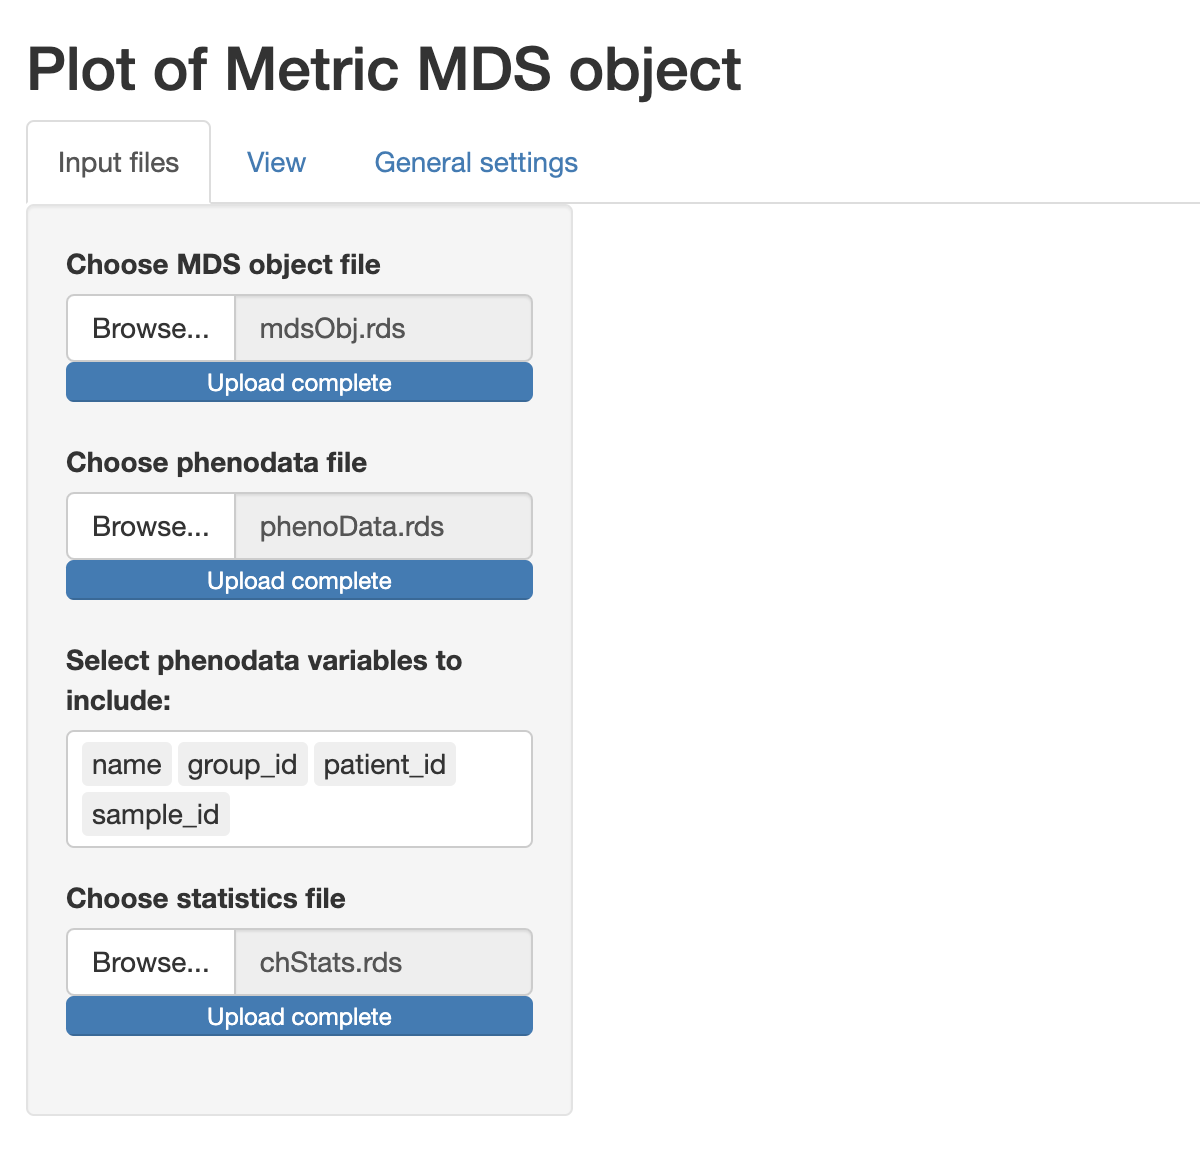 Plot of Metric MDS object
Input files View General settings
Choose MDS object file
Browse... mdsObj.rds
Upload complete
Choose phenodata file
Browse... phenoData.rds
Upload complete
Select phenodata variables to
include:
name group_id patient_id
sample_id
Choose statistics file
Browse... chStats.rds
Upload complete